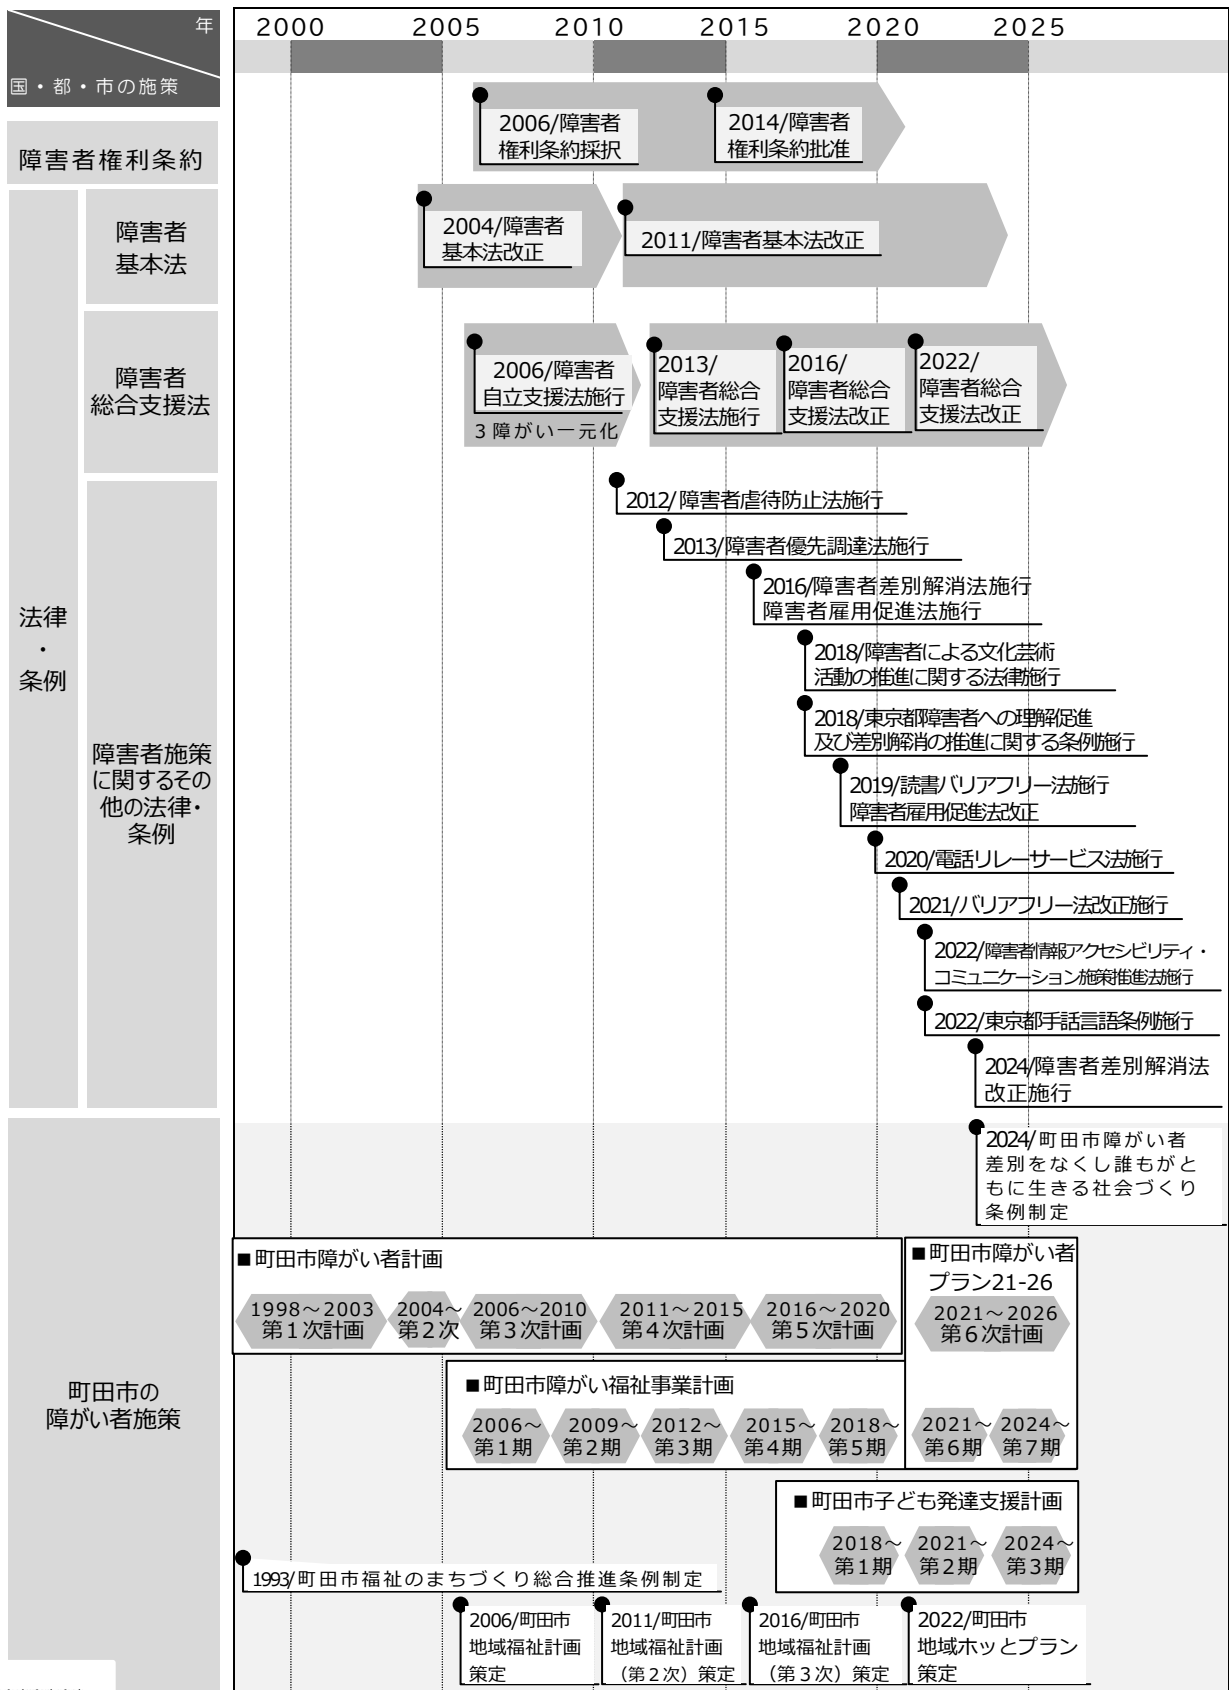 年
国・都・市の施策
2000 2005 2010 2015 2020 2025
障害者権利条約
2006/障害者
権利条約採択
2014/障害者
権利条約批准
法律
・
条例
障害者
基本法
2004/障害者
基本法改正
2011/障害者基本法改正
障害者
総合支援法
2006/障害者
自立支援法施行
3障がい一元化
2013/
障害者総合
支援法施行
2016/
障害者総合
支援法改正
2022/
障害者総合
支援法改正
障害者施策
に関するその
他の法律・
条例
2012/障害者虐待防止法施行
2013/障害者優先調達法施行
2016/障害者差別解消法施行
障害者雇用促進法施行
2018/障害者による文化芸術
活動の推進に関する法律施行
2018/東京都障害者への理解促進
及び差別解消の推進に関する条例施行
2019/読書バリアフリー法施行
障害者雇用促進法改正
2020/電話リレーサービス法施行
2021/バリアフリー法改正施行
2022/障害者情報アクセシビリティ・
コミュニケーション施策推進法施行
2022/東京都手話言語条例施行
2024/障害者差別解消法
改正施行
町田市の
障がい者施策
2024/町田市障がい者
差別をなくし誰もがと
もに生きる社会づくり
条例制定
■町田市障がい者計画
1998～2003
第1次計画
2004～
第2次
2006～2010
第3次計画
2011～2015
第4次計画
2016～2020
第5次計画
■町田市障がい者
プラン21-26
2021～2026
第6次計画
■町田市障がい福祉事業計画
2006～
第1期
2009～
第2期
2012～
第3期
2015～
第4期
2018～
第5期
2021～
第6期
2024～
第7期
■町田市子ども発達支援計画
2018～
第1期
2021～
第2期
2024～
第3期
1993/町田市福祉のまちづくり総合推進条例制定
2006/町田市
地域福祉計画
策定
2011/町田市
地域福祉計画
（第2次）策定
2016/町田市
地域福祉計画
（第3次）策定
2022/町田市
地域ホッとプラン
策定